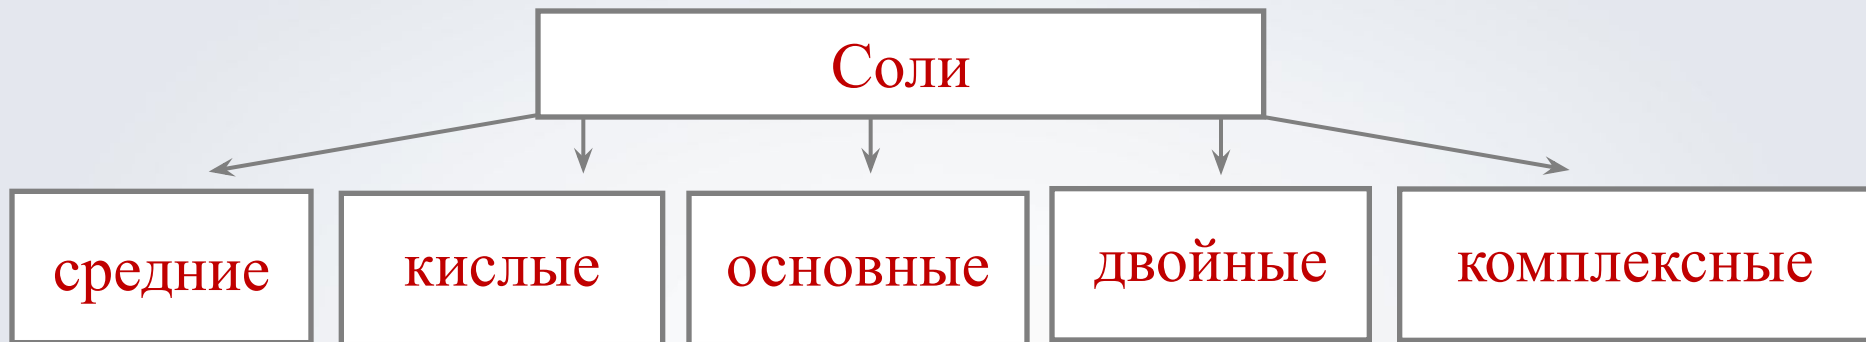 Соли
средние
кислые
основные
двойные
комплексные